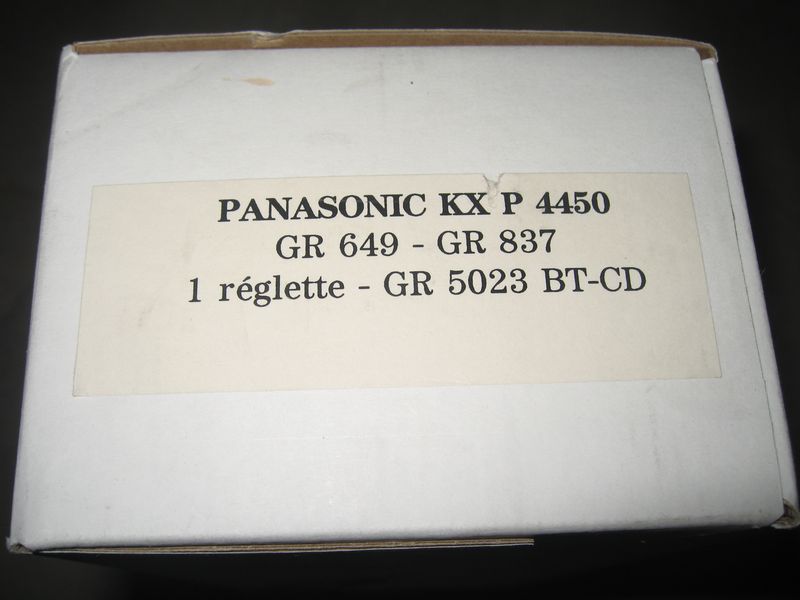 PANASONIC KX P 4450
GR 649 - GR 837
1 réglette - GR 5023 BT-CD